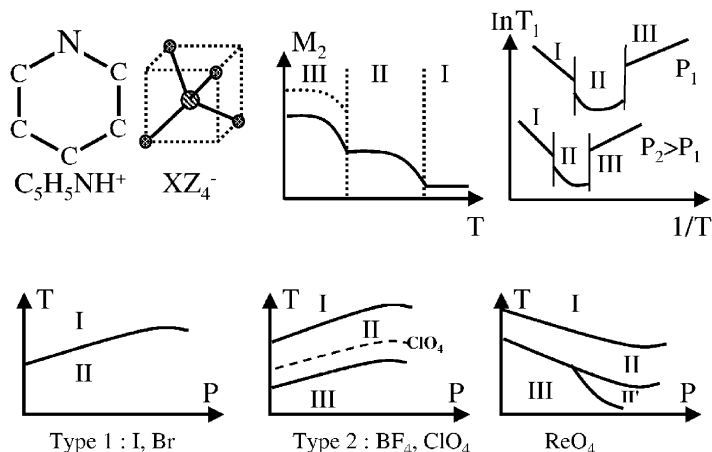 N
C C
C C
C
C₅H₅NH⁺
XZ₄⁻
M₂
III II I
T
lnT₁
I II III
P₁
I II III
P₂>P₁
1/T
T
I
II
P
Type 1 : I, Br
T
I
II
ClO₄
III
P
Type 2 : BF₄, ClO₄
T
I
II
III II'
P
ReO₄